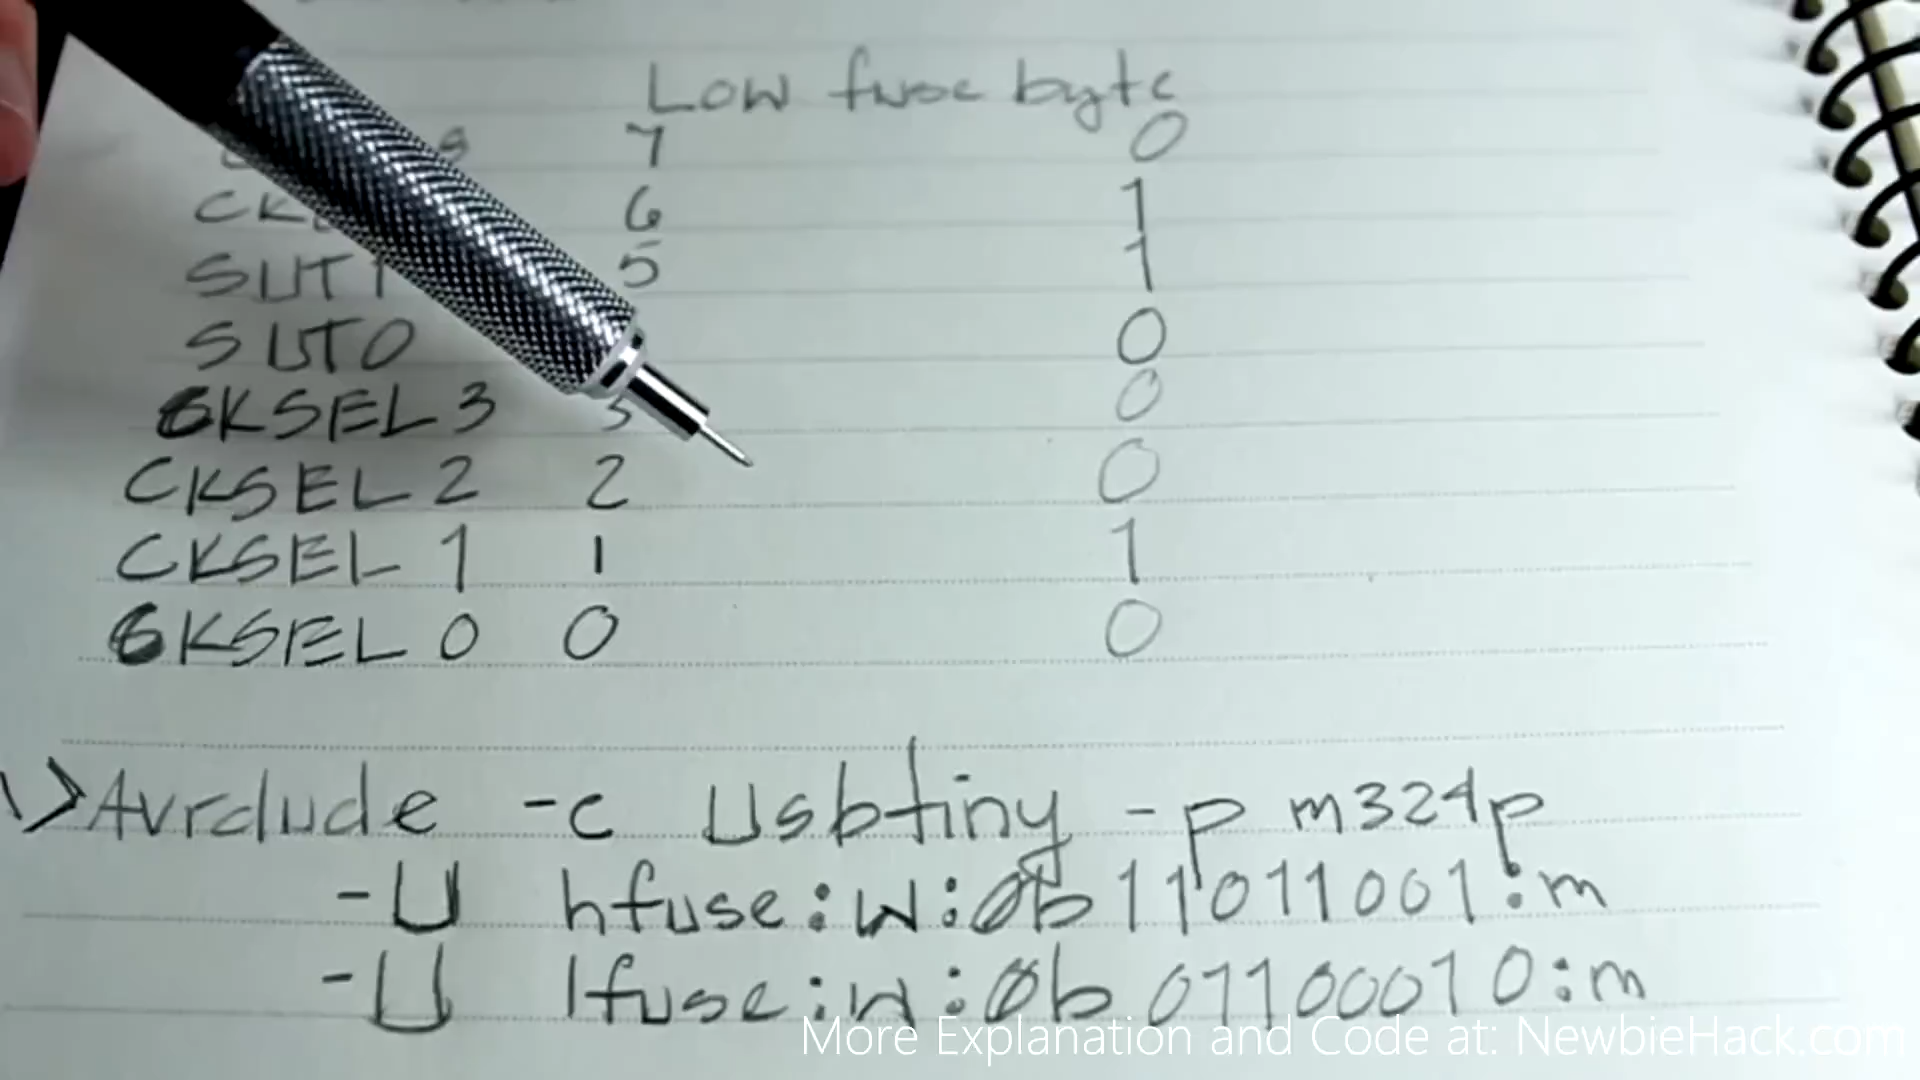 Low fuse byte
7 0
6 1
SUT1 5 1
SUT0 0
CKSEL3 3 0
CKSEL2 2 0
CKSEL1 1 1
CKSEL0 0 0
\>Avrdude -c Usbtiny -p m324p
-U hfuse:w:0b11011001:m
-U lfuse:w:0b01100010:m
More Explanation and Code at: NewbieHack.com